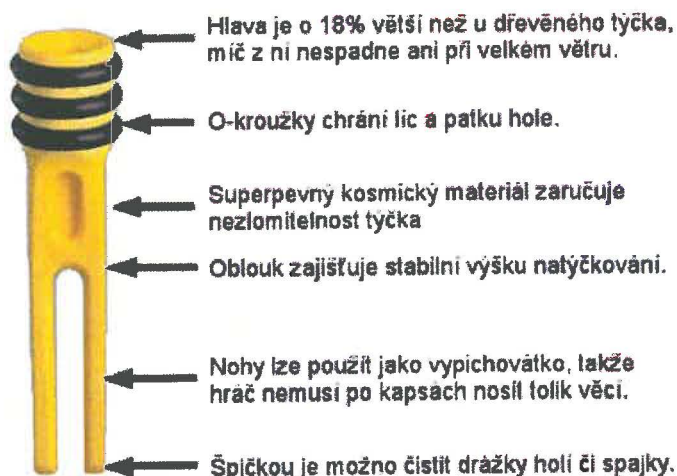 Hlava je o 18% větší než u dřevěného týčka,
míč z ní nespadne ani při velkém větru.
O-kroužky chrání líc a patku hole.
Superpevný kosmický materiál zaručuje
nezlomitelnost týčka
Oblouk zajišťuje stabilní výšku natýčkování.
Nohy lze použít jako vypichovátko, takže
hráč nemusí po kapsách nosit tolik věcí.
Špičkou je možno čistit drážky holí či spajky.